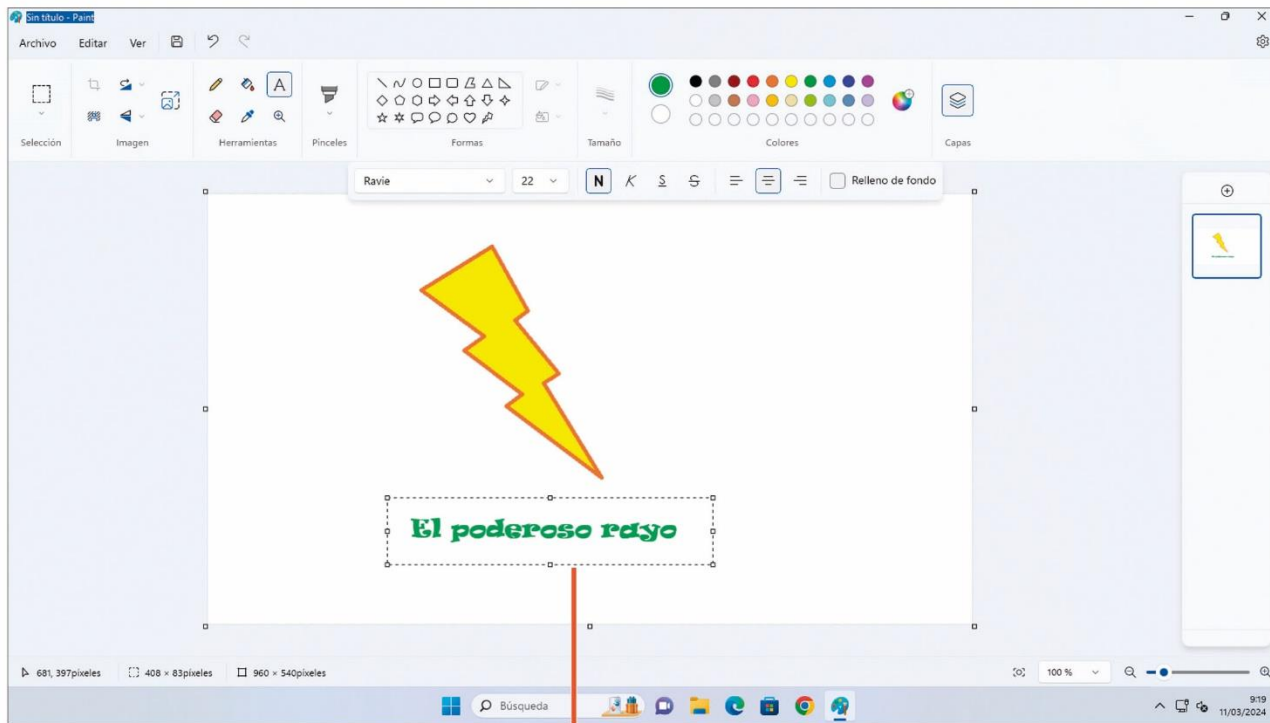 Sin título - Paint
Archivo Editar Ver
A
Selección Imagen Herramientas Pinceles Formas Tamaño Colores Capas
Ravie 22 N K S S Relleno de fondo
El poderoso rayo
681, 397píxeles 408 × 83píxeles 960 × 540píxeles 100 %
Búsqueda
9:19
11/03/2024